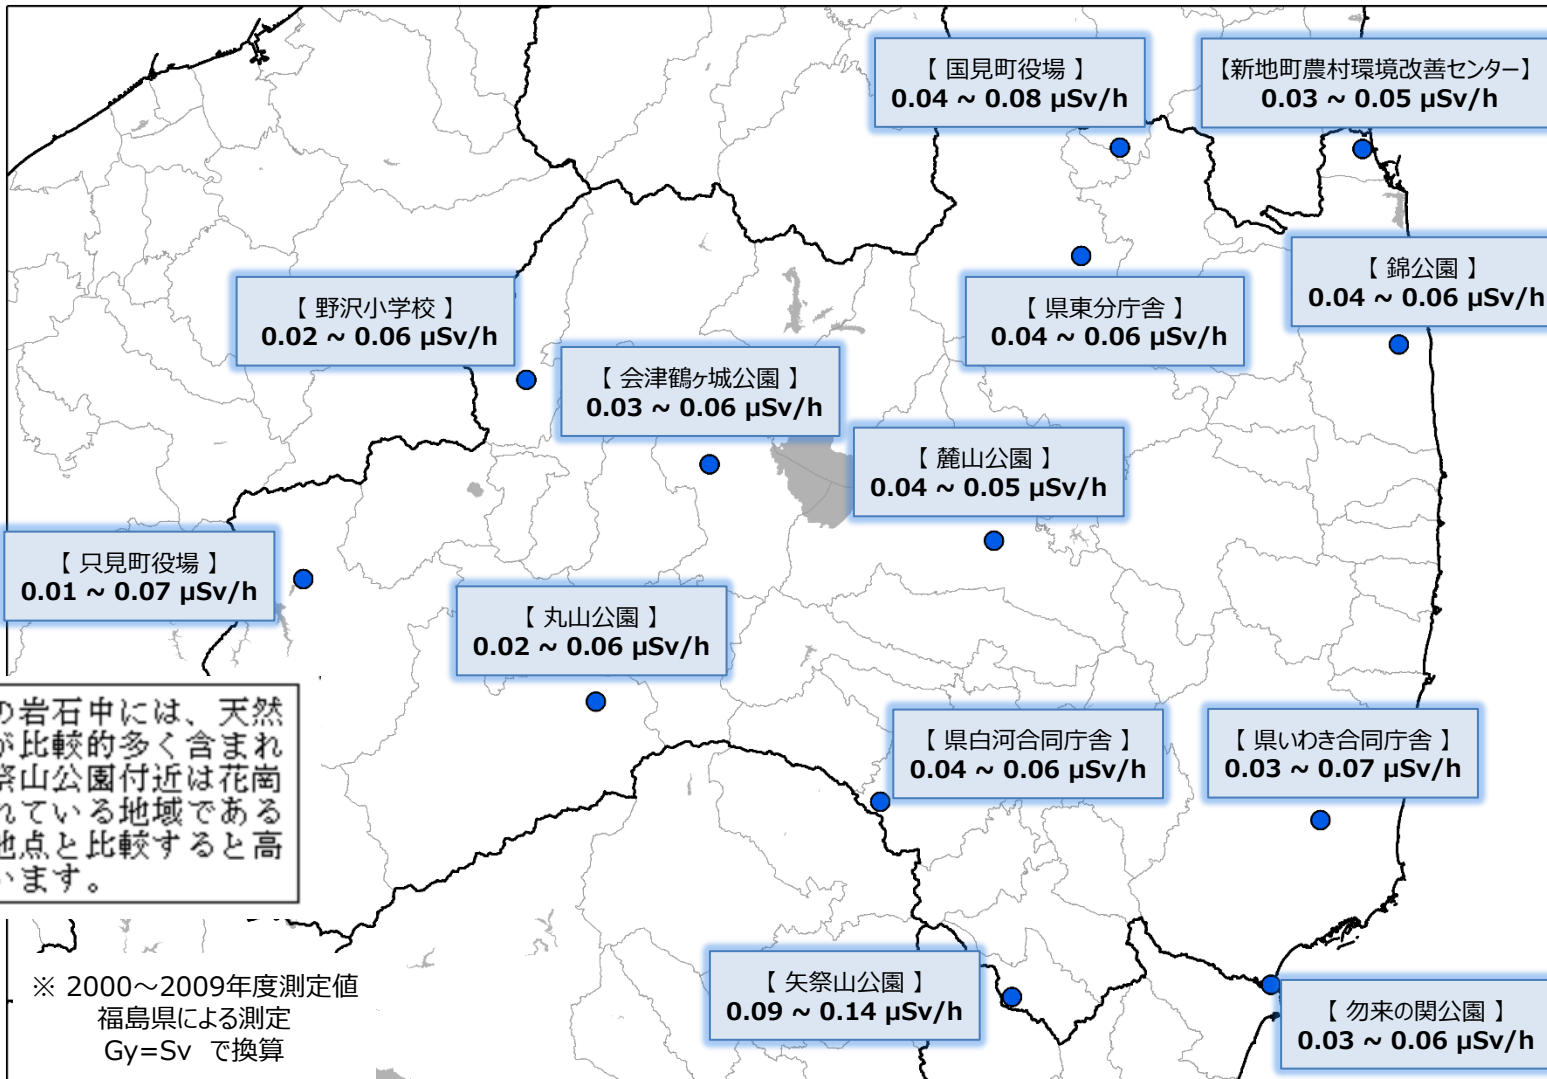 【 国見町役場 】
0.04 ~ 0.08 μSv/h
【新地町農村環境改善センター】
0.03 ~ 0.05 μSv/h
【 錦公園 】
0.04 ~ 0.06 μSv/h
【 野沢小学校 】
0.02 ~ 0.06 μSv/h
【 県東分庁舎 】
0.04 ~ 0.06 μSv/h
【 会津鶴ヶ城公園 】
0.03 ~ 0.06 μSv/h
【 麓山公園 】
0.04 ~ 0.05 μSv/h
【 只見町役場 】
0.01 ~ 0.07 μSv/h
【 丸山公園 】
0.02 ~ 0.06 μSv/h
の岩石中には、天然
が比較的多く含まれ
祭山公園付近は花崗
れている地域である
地点と比較すると高
います。
【 県白河合同庁舎 】
0.04 ~ 0.06 μSv/h
【 県いわき合同庁舎 】
0.03 ~ 0.07 μSv/h
【 矢祭山公園 】
0.09 ~ 0.14 μSv/h
【 勿来の関公園 】
0.03 ~ 0.06 μSv/h
※ 2000～2009年度測定値
福島県による測定
Gy=Sv で換算